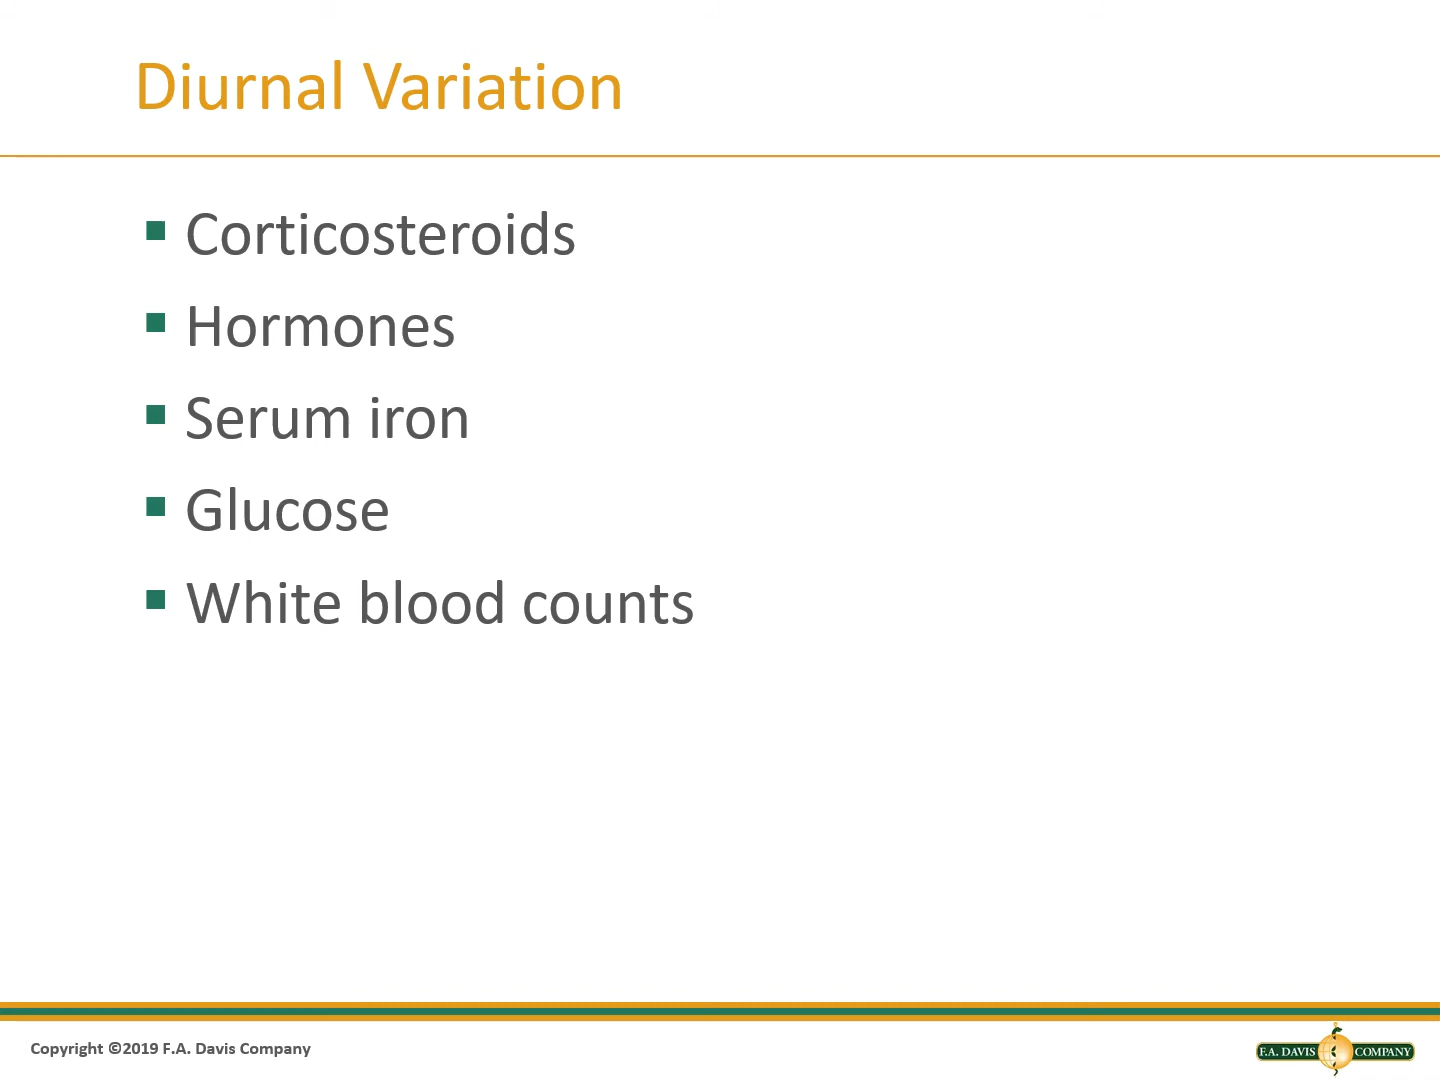 Diurnal Variation
Corticosteroids
Hormones
Serum iron
Glucose
White blood counts
Copyright ©2019 F.A. Davis Company
F.A. DAVIS COMPANY